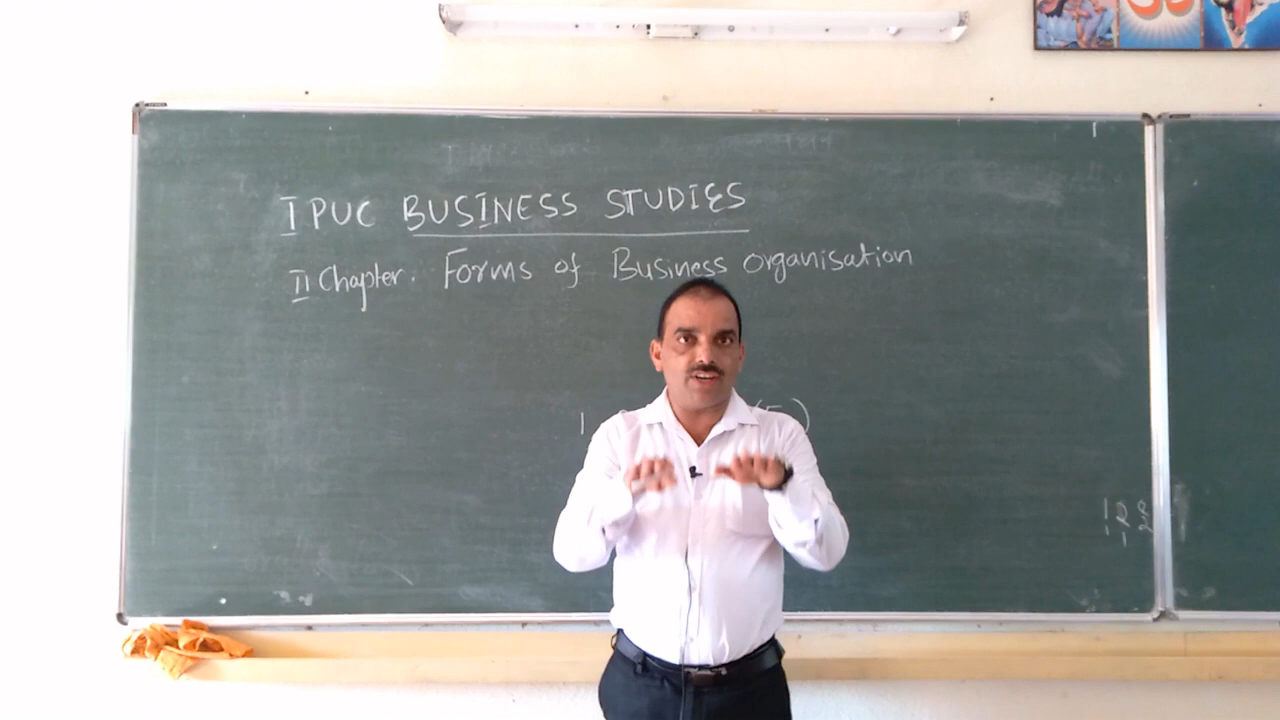 I PUC BUSINESS STUDIES
II Chapter. Forms of Business organisation